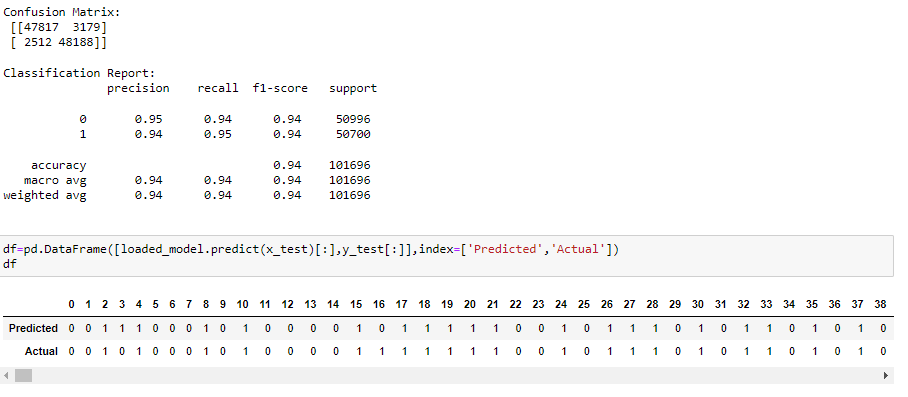 Confusion Matrix:
[[47817  3179]
[ 2512 48188]]
Classification Report:
precision    recall  f1-score   support
0       0.95      0.94      0.94     50996
1       0.94      0.95      0.94     50700
accuracy                           0.94    101696
macro avg       0.94      0.94      0.94    101696
weighted avg       0.94      0.94      0.94    101696
df=pd.DataFrame([loaded_model.predict(x_test)[:],y_test[:]],index=['Predicted','Actual'])
df
0 1 2 3 4 5 6 7 8 9 10 11 12 13 14 15 16 17 18 19 20 21 22 23 24 25 26 27 28 29 30 31 32 33 34 35 36 37 38
Predicted 0 0 1 1 1 0 0 0 1 0 1 0 0 0 0 1 0 1 1 1 1 1 0 0 1 0 1 1 1 0 1 0 1 1 0 1 0 1 0
Actual 0 0 1 0 1 0 0 0 1 0 1 0 0 0 0 1 1 1 1 1 1 1 0 0 1 0 1 1 1 0 1 0 1 1 0 1 0 1 0